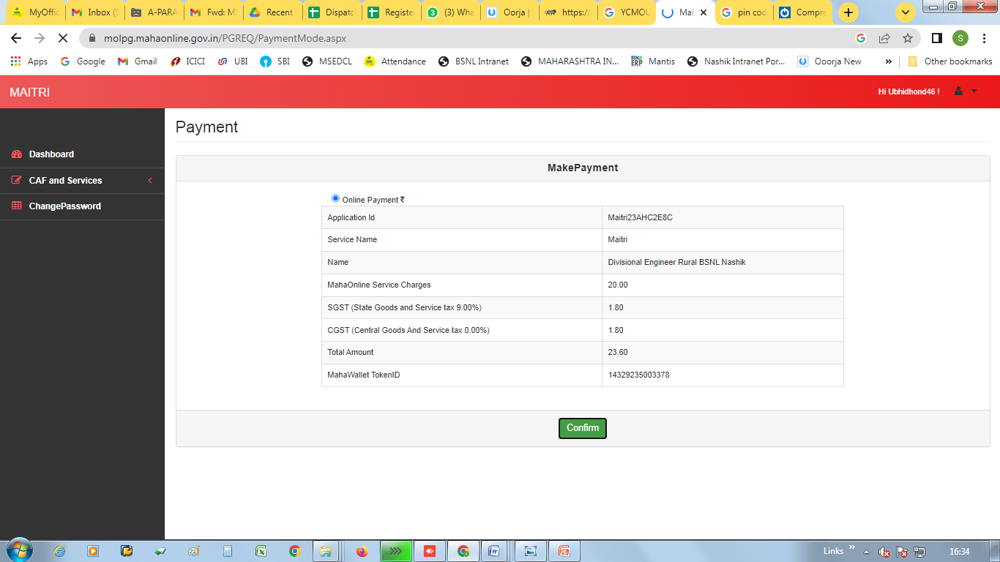 MyOffic
Inbox (5
A-PARA
Fwd: M
Recent
Dispatc
Registe
(3) Wha
Oorja
https:/
YCMOU
Mal
pin cod
Compre
molpg.mahaonline.gov.in/PGREQ/PaymentMode.aspx
S
Apps Google Gmail ICICI UBI SBI MSEDCL Attendance BSNL Intranet MAHARASHTRA IN... Mantis Nashik Intranet Por... Ooorja New » Other bookmarks
MAITRI
Hi Ubhidhond46 !
Dashboard
CAF and Services
ChangePassword
Payment
MakePayment
Online Payment ₹
Application Id Maitri23AHC2E8C
Service Name Maitri
Name Divisional Engineer Rural BSNL Nashik
MahaOnline Service Charges 20.00
SGST (State Goods and Service tax 9.00%) 1.80
CGST (Central Goods And Service tax 0.00%) 1.80
Total Amount 23.60
MahaWallet TokenID 14329235003378
Confirm
Links »
16:34